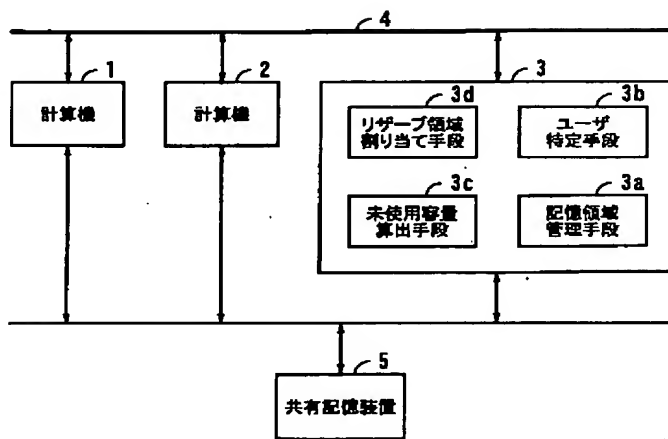 4
1
計算機
2
計算機
3
3d
リザーブ領域
割り当て手段
3b
ユーザ
特定手段
3c
未使用容量
算出手段
3a
記憶領域
管理手段
5
共有記憶装置